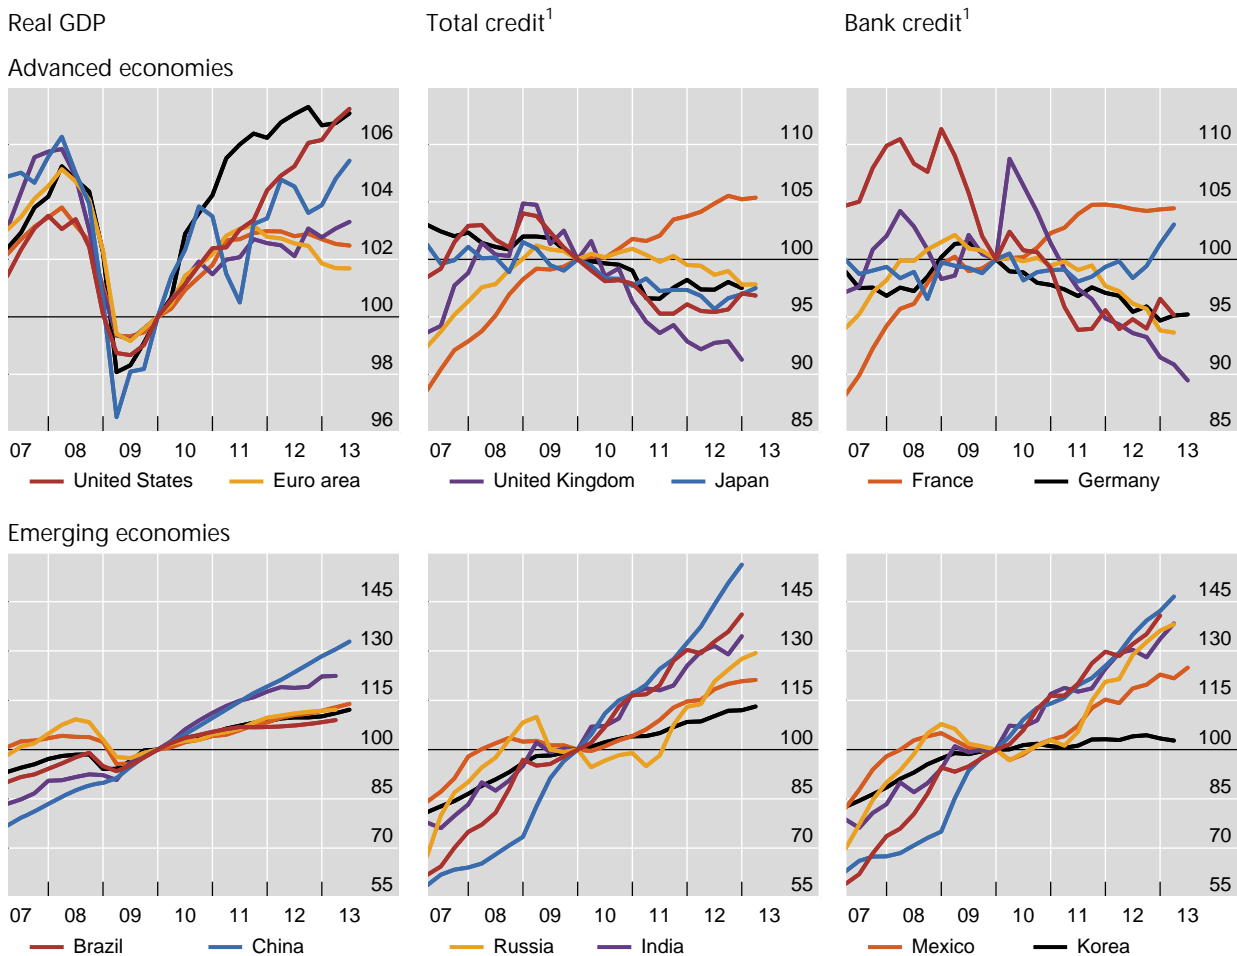 Real GDP Total credit¹ Bank credit¹
Advanced economies
106 110 110
104 105 105
102 100 100
100 95 95
98 90 90
96 85 85
07 08 09 10 11 12 13 07 08 09 10 11 12 13 07 08 09 10 11 12 13
United States Euro area United Kingdom Japan France Germany
Emerging economies
145 145 145
130 130 130
115 115 115
100 100 100
85 85 85
70 70 70
55 55 55
07 08 09 10 11 12 13 07 08 09 10 11 12 13 07 08 09 10 11 12 13
Brazil China Russia India Mexico Korea